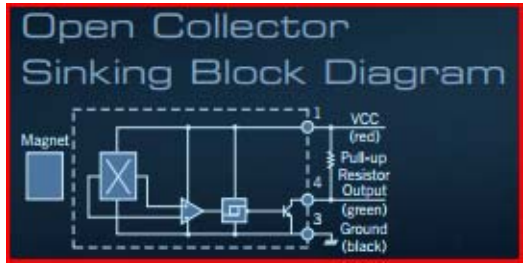 Open Collector
Sinking Block Diagram
Magnet
1
VCC
(red)
Pull-up
Resistor
4
Output
(green)
3
Ground
(black)